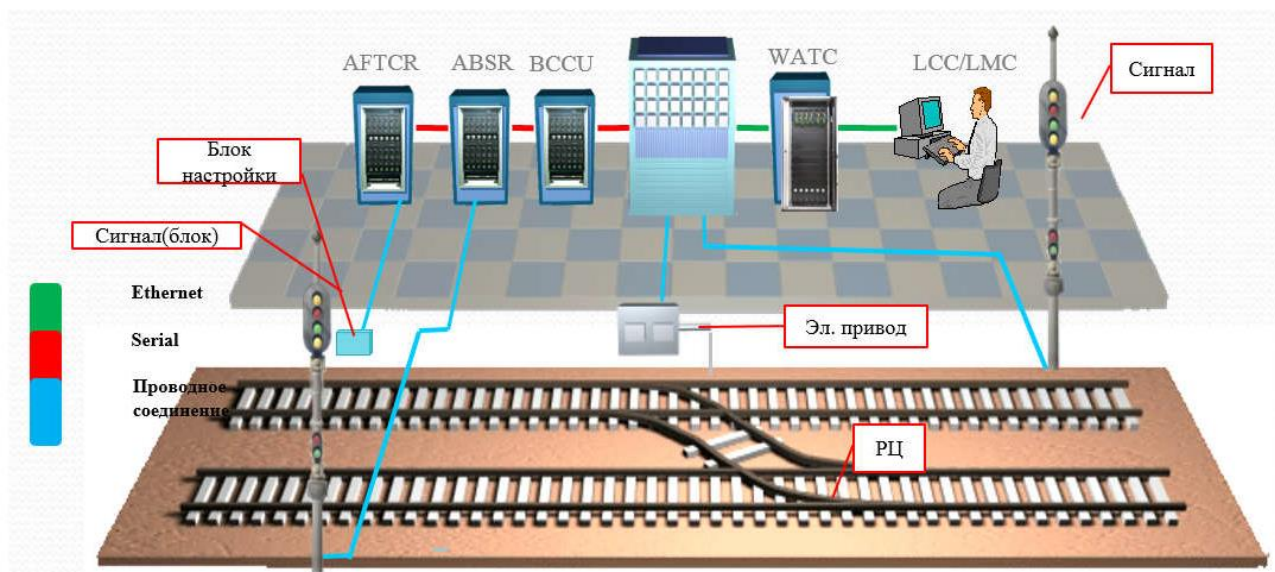 AFTCR
ABSR
BCCU
WATC
LCC/LMC
Сигнал
Блок
настройки
Сигнал(блок)
Ethernet
Serial
Проводное
соединение
Эл. привод
РЦ